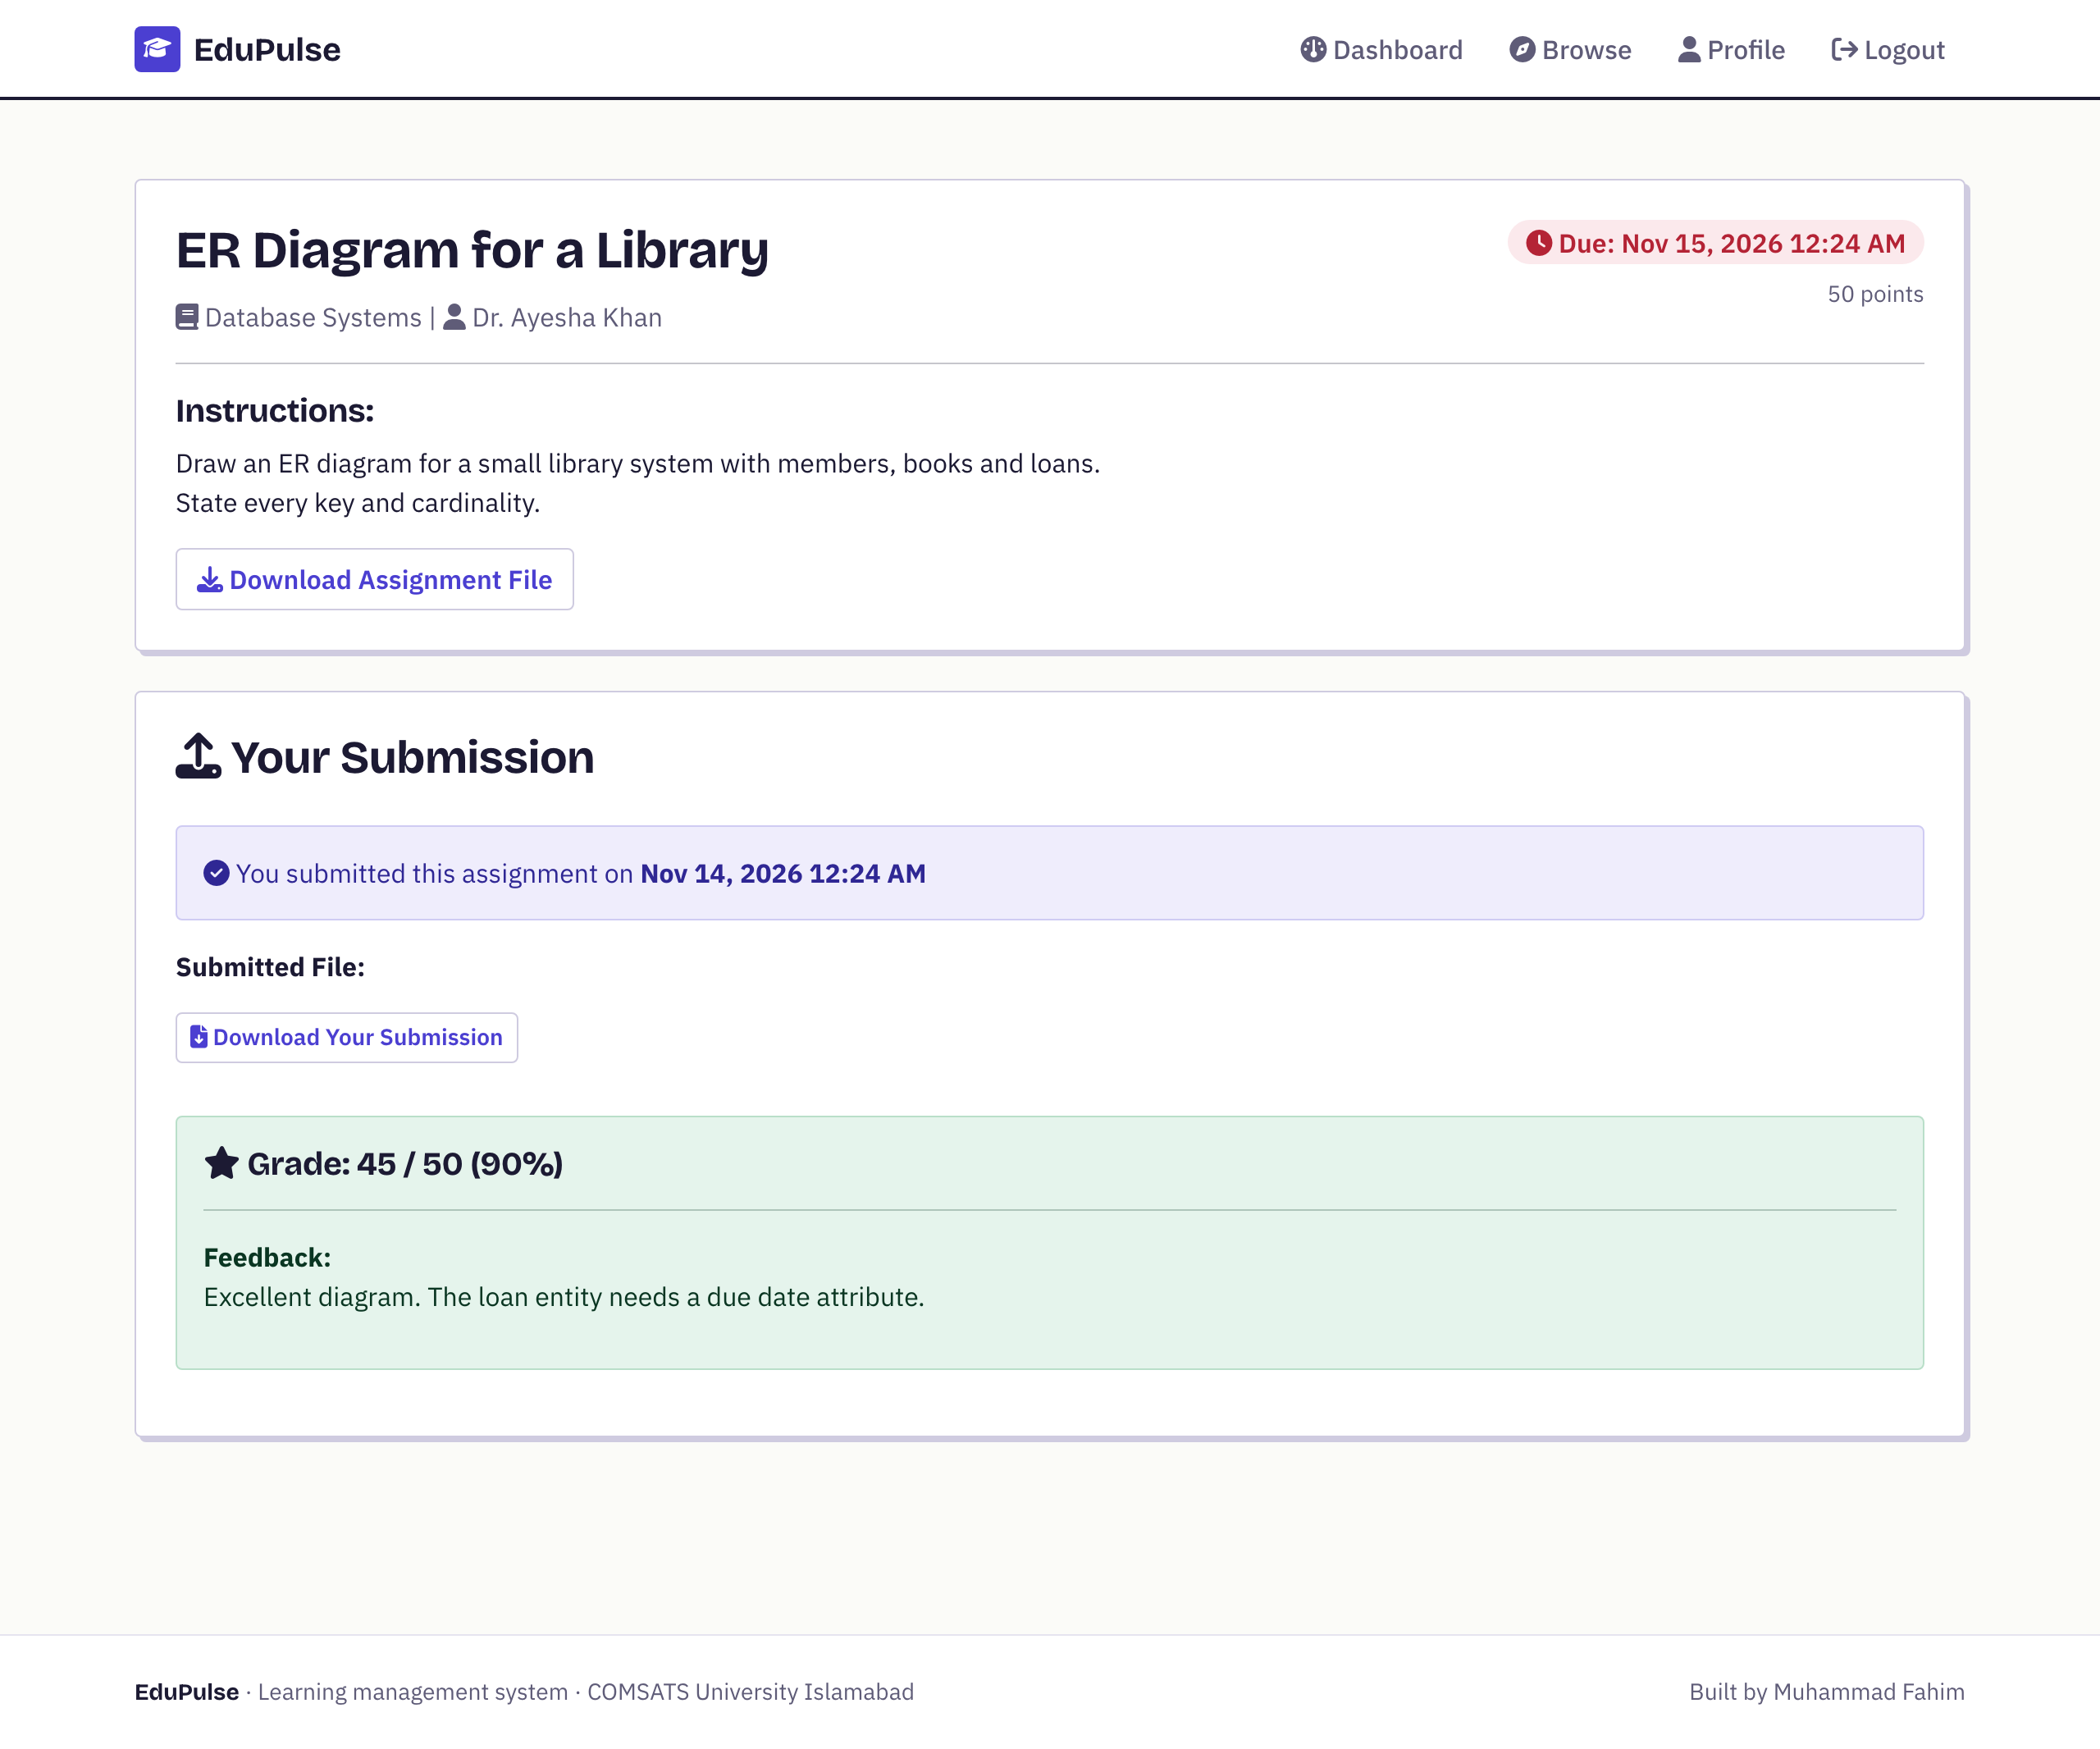 EduPulse
Dashboard Browse Profile Logout
ER Diagram for a Library
Due: Nov 15, 2026 12:24 AM
Database Systems | Dr. Ayesha Khan
50 points
Instructions:
Draw an ER diagram for a small library system with members, books and loans.
State every key and cardinality.
Download Assignment File
Your Submission
You submitted this assignment on Nov 14, 2026 12:24 AM
Submitted File:
Download Your Submission
Grade: 45 / 50 (90%)
Feedback:
Excellent diagram. The loan entity needs a due date attribute.
EduPulse · Learning management system · COMSATS University Islamabad
Built by Muhammad Fahim